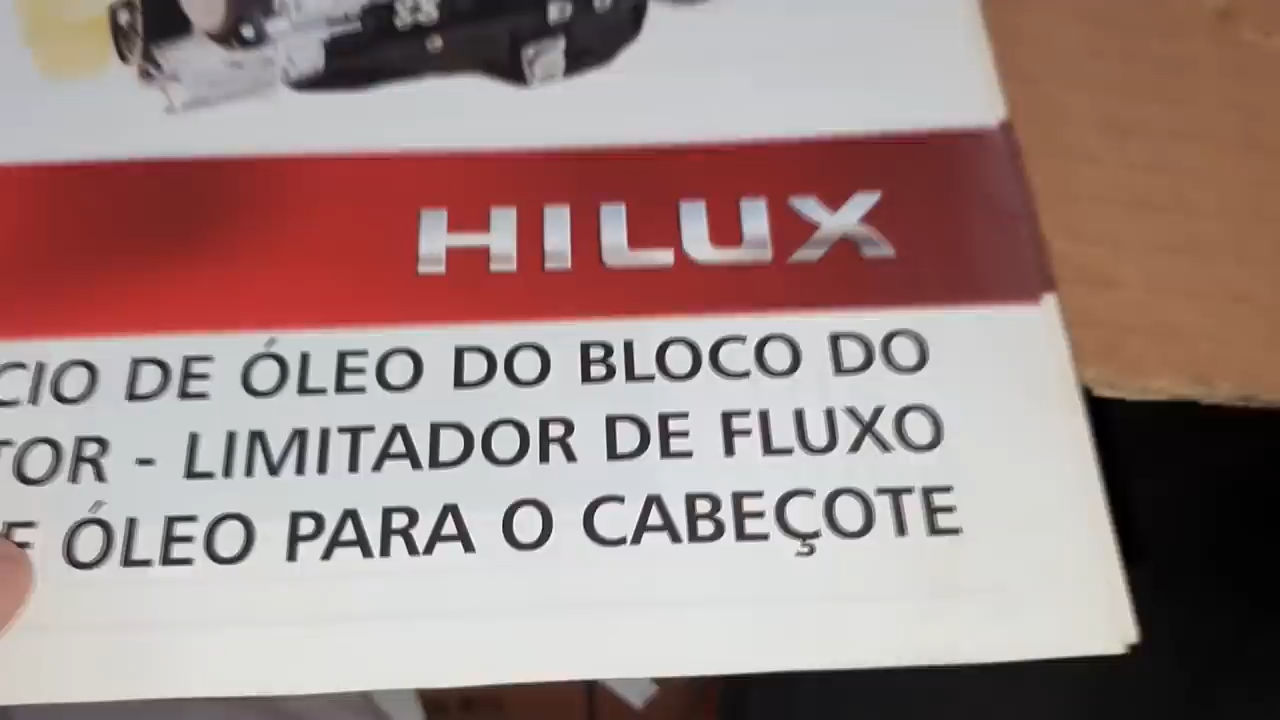 HILUX
CIO DE ÓLEO DO BLOCO DO
TOR - LIMITADOR DE FLUXO
E ÓLEO PARA O CABEÇOTE